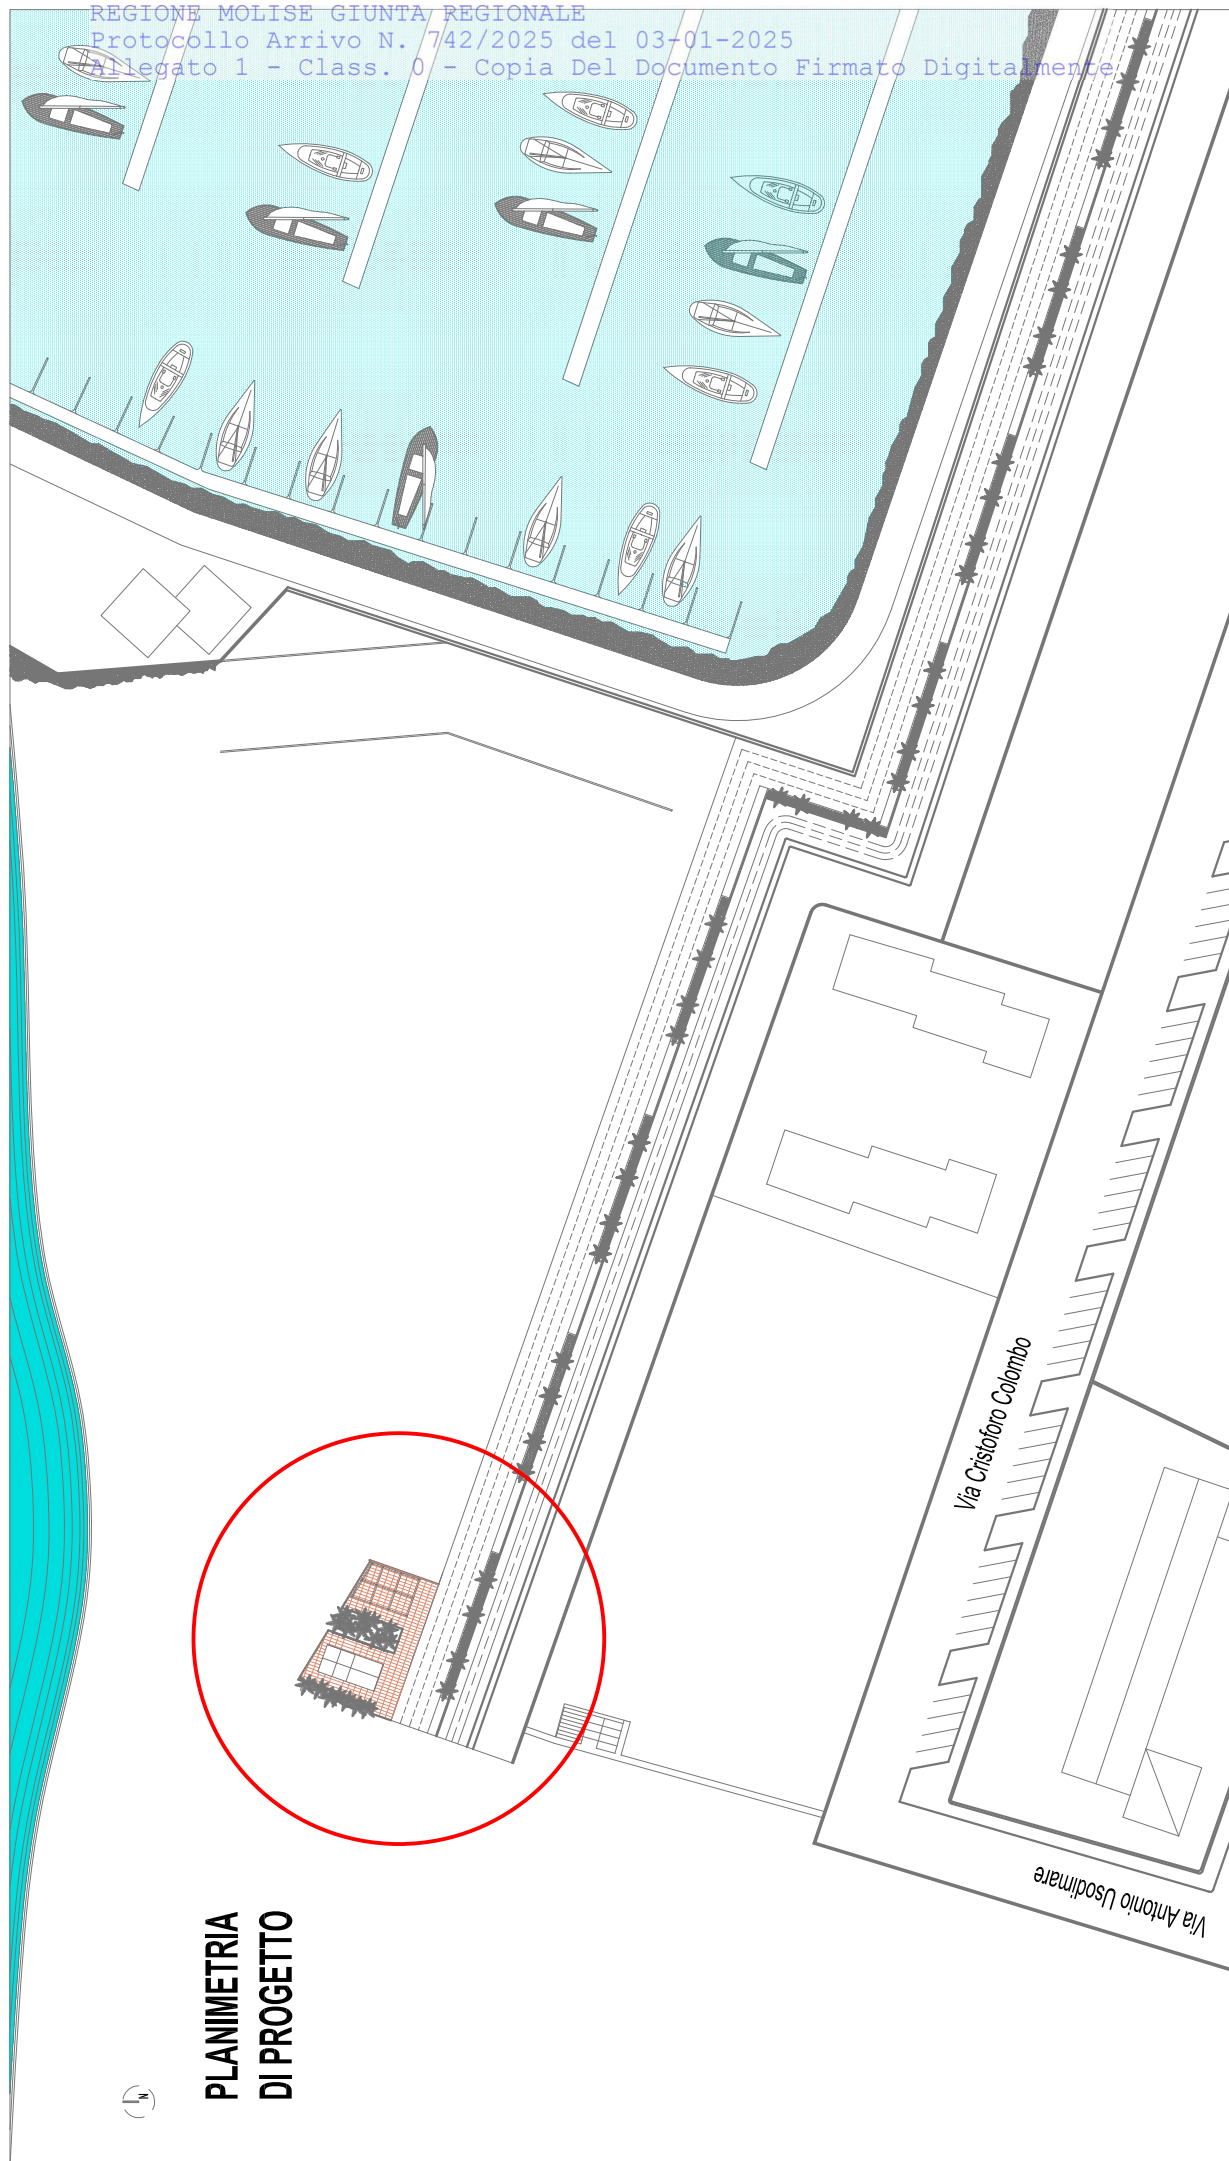 REGIONE MOLISE GIUNTA REGIONALE
Protocollo Arrivo N. 742/2025 del 03-01-2025
Allegato 1 - Class. 0 - Copia Del Documento Firmato Digitalmente
Via Cristoforo Colombo
Via Antonio Usodimare
PLANIMETRIA
DI PROGETTO
N